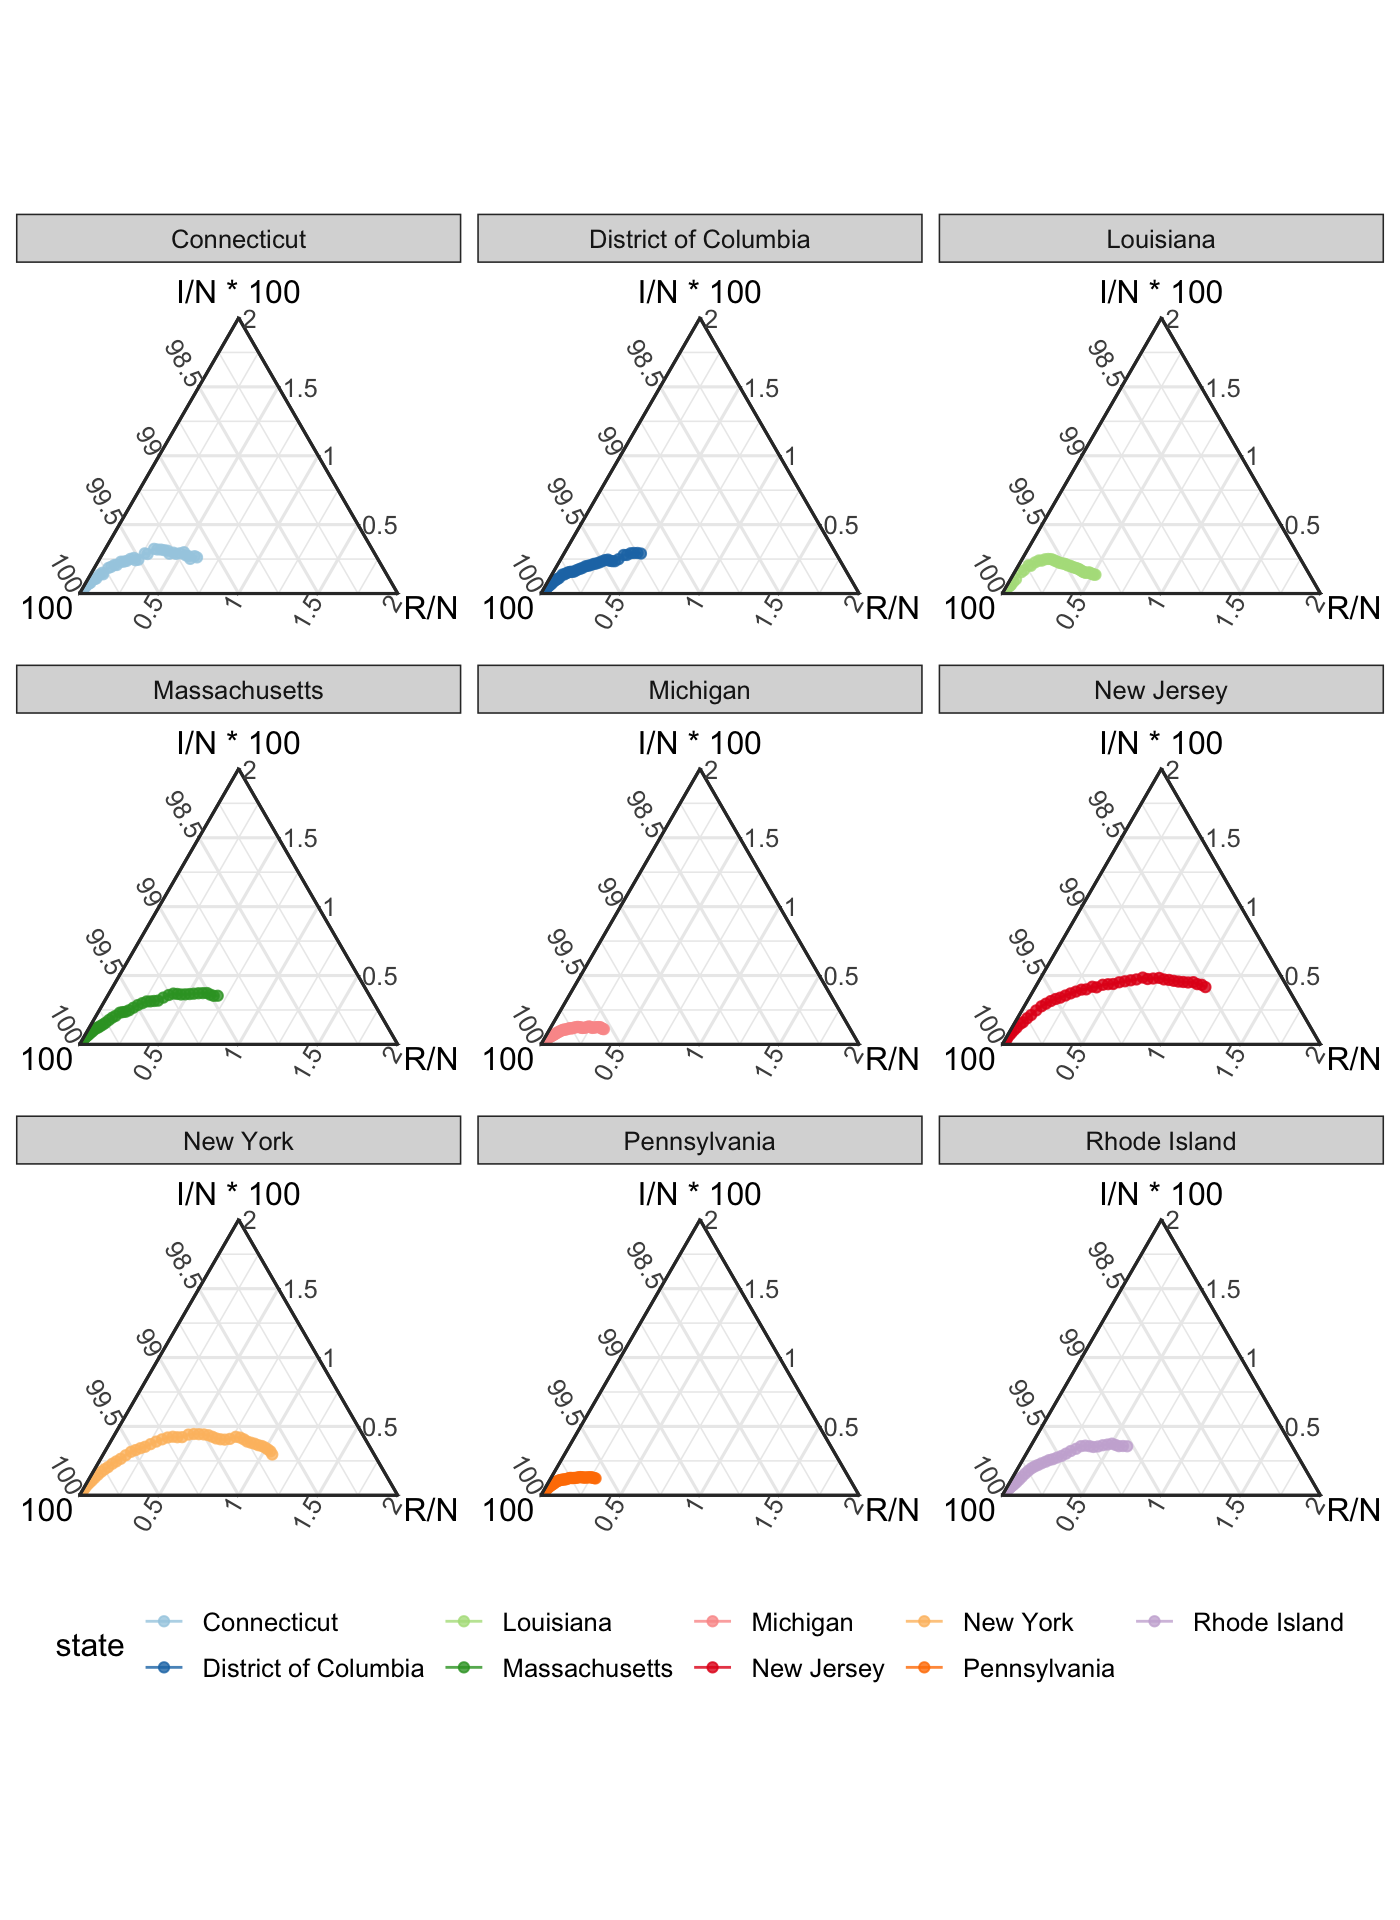 Connecticut District of Columbia Louisiana
I/N * 100 I/N * 100 I/N * 100
2 2 2
98.5 1.5 98.5 1.5 98.5 1.5
99 1 99 1 99 1
99.5 0.5 99.5 0.5 99.5 0.5
100 100 100
100 0.5 1 1.5 2 R/N 100 0.5 1 1.5 2 R/N 100 0.5 1 1.5 2 R/N
Massachusetts Michigan New Jersey
I/N * 100 I/N * 100 I/N * 100
2 2 2
98.5 1.5 98.5 1.5 98.5 1.5
99 1 99 1 99 1
99.5 0.5 99.5 0.5 99.5 0.5
100 100 100
100 0.5 1 1.5 2 R/N 100 0.5 1 1.5 2 R/N 100 0.5 1 1.5 2 R/N
New York Pennsylvania Rhode Island
I/N * 100 I/N * 100 I/N * 100
2 2 2
98.5 1.5 98.5 1.5 98.5 1.5
99 1 99 1 99 1
99.5 0.5 99.5 0.5 99.5 0.5
100 100 100
100 0.5 1 1.5 2 R/N 100 0.5 1 1.5 2 R/N 100 0.5 1 1.5 2 R/N
state
Connecticut Louisiana Michigan New York Rhode Island
District of Columbia Massachusetts New Jersey Pennsylvania